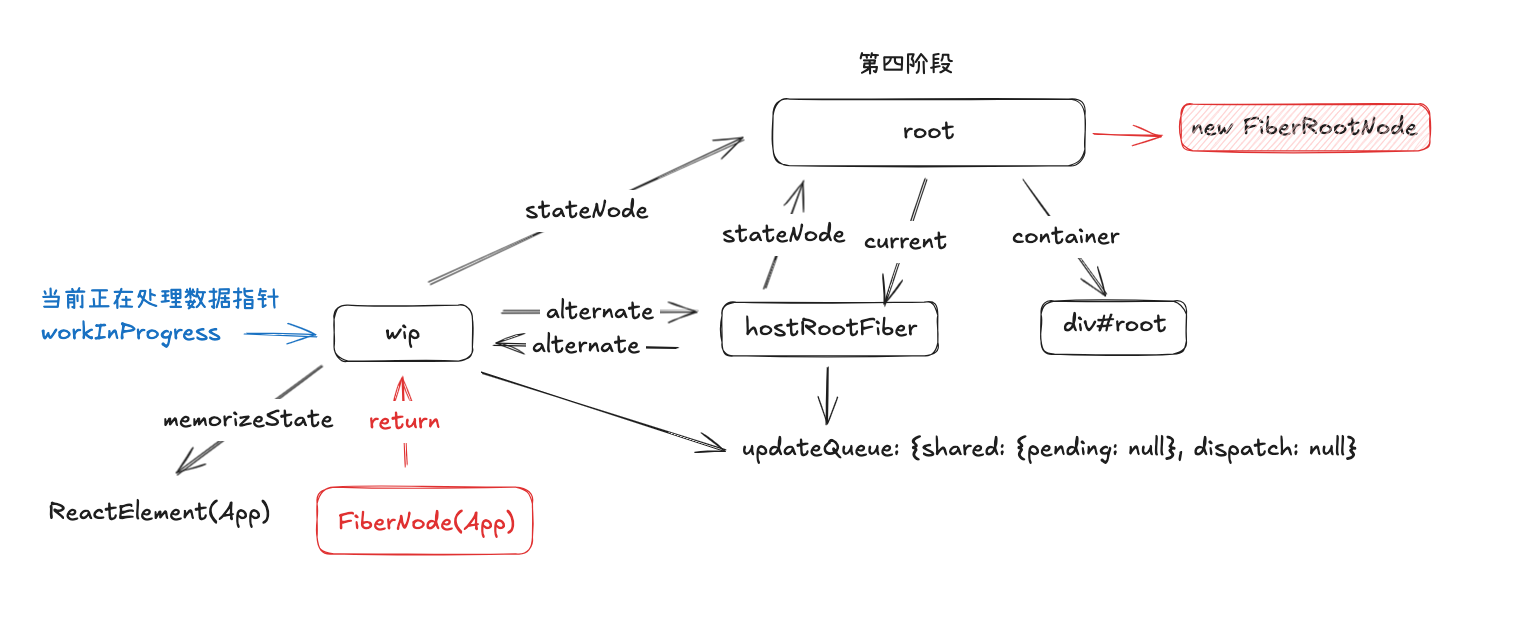 第四阶段
root
new FiberRootNode
stateNode
stateNode
current
container
当前正在处理数据指针
workInProgress
wip
alternate
alternate
hostRootFiber
div#root
memorizeState
return
updateQueue: {shared: {pending: null}, dispatch: null}
ReactElement(App)
FiberNode(App)